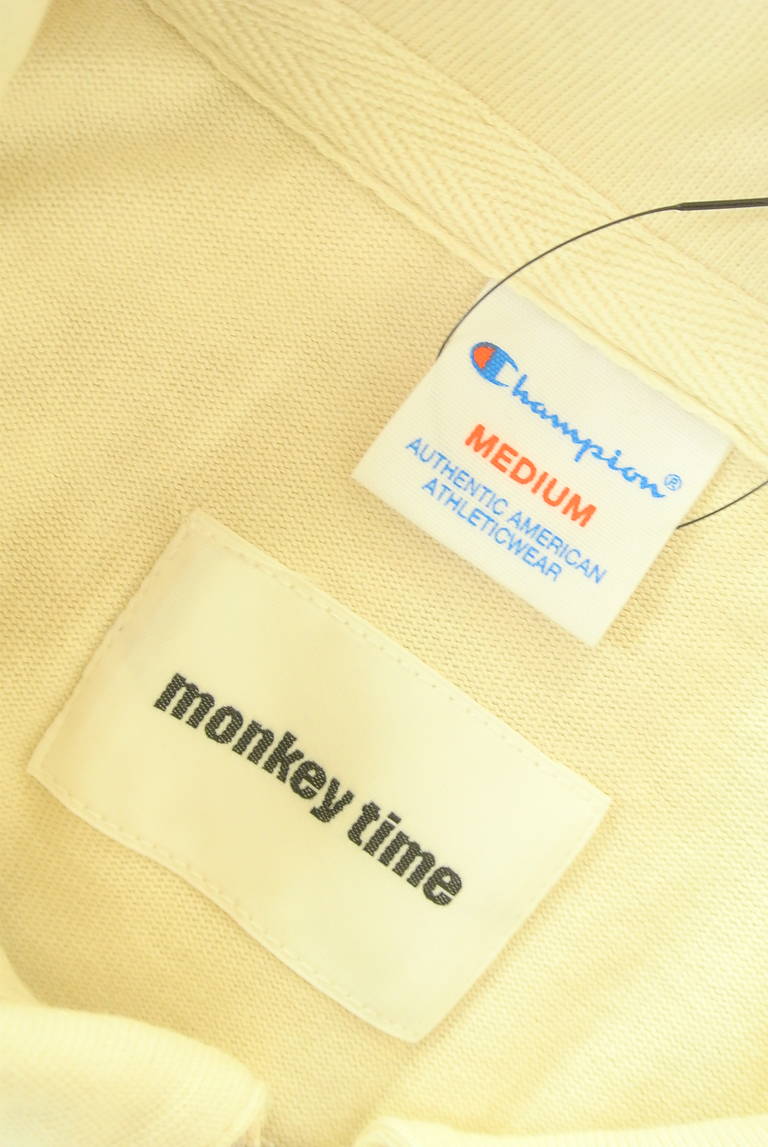 Champion®
MEDIUM
AUTHENTIC AMERICAN
ATHLETICWEAR
monkey time